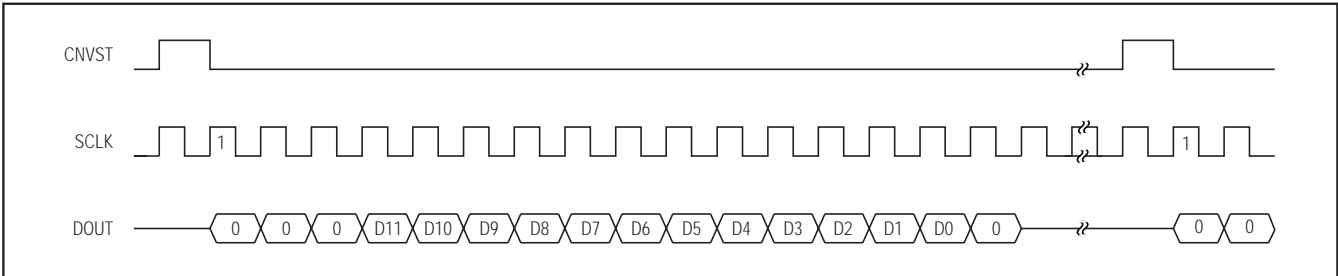 CNVST
SCLK 1 1
DOUT 0 0 0 D11 D10 D9 D8 D7 D6 D5 D4 D3 D2 D1 D0 0 0 0